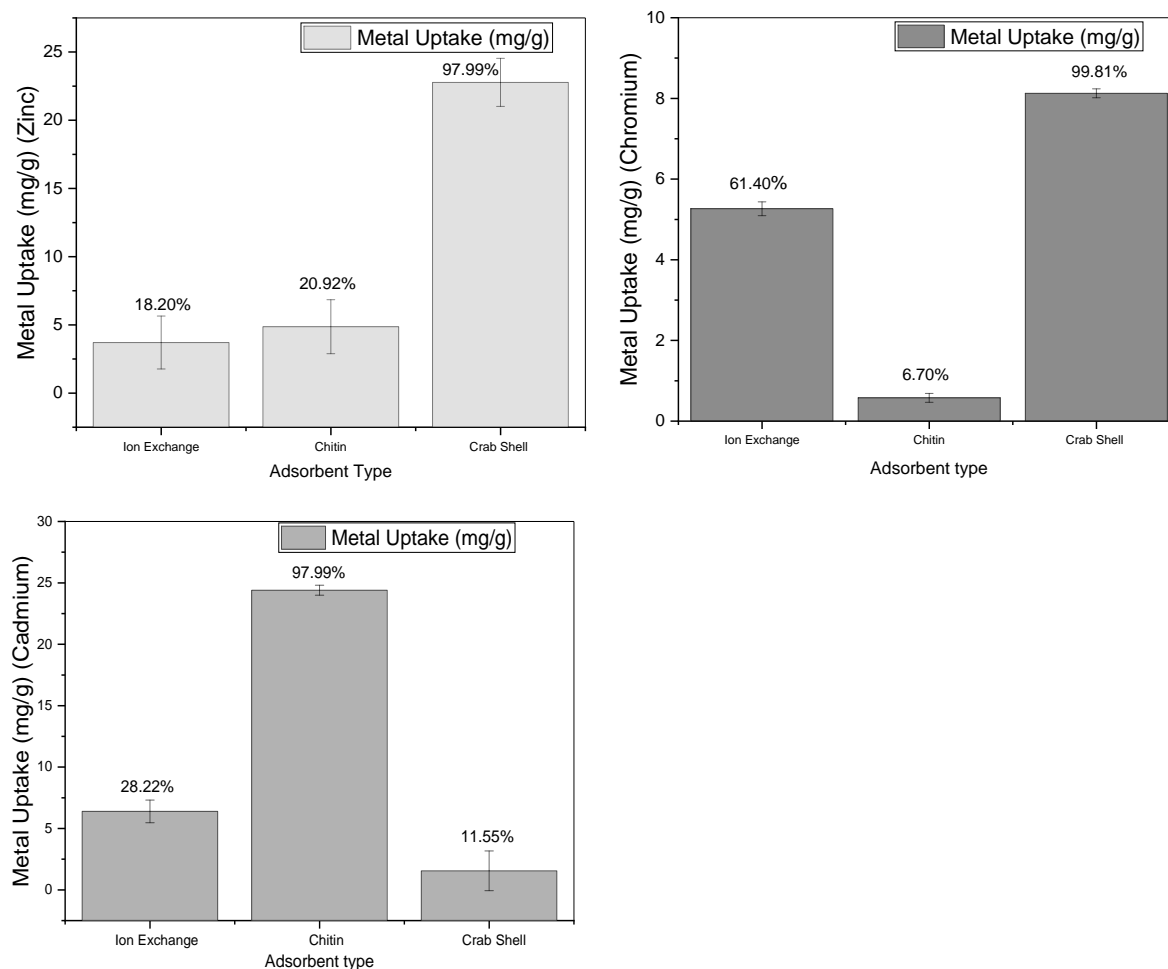 Metal Uptake (mg/g)
97.99%
20.92%
18.20%
25
20
15
10
5
0
Metal Uptake (mg/g) (Zinc)
Ion Exchange
Chitin
Crab Shell
Adsorbent Type
Metal Uptake (mg/g)
99.81%
61.40%
6.70%
10
8
6
4
2
0
Metal Uptake (mg/g) (Chromium)
Ion Exchange
Chitin
Crab Shell
Adsorbent type
Metal Uptake (mg/g)
97.99%
28.22%
11.55%
30
25
20
15
10
5
0
Metal Uptake (mg/g) (Cadmium)
Ion Exchange
Chitin
Crab Shell
Adsorbent type